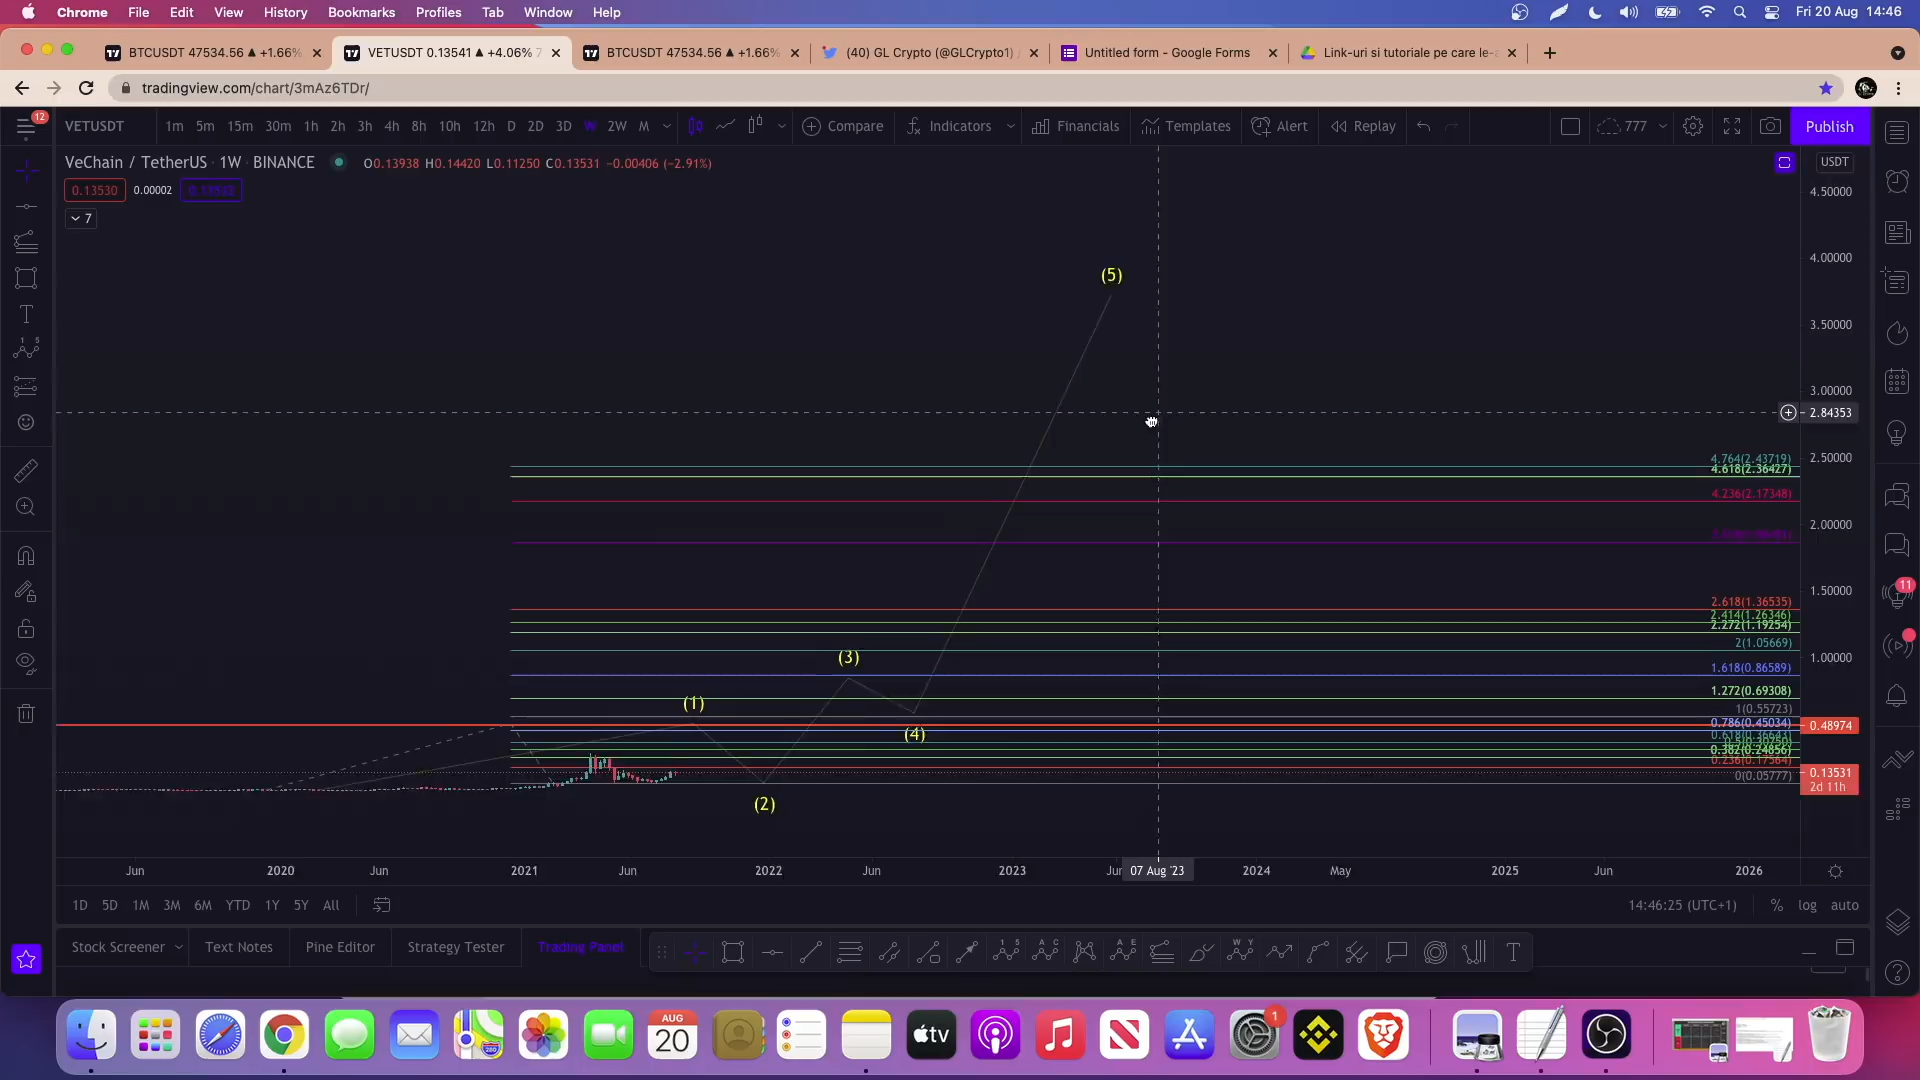 Chrome File Edit View History Bookmarks Profiles Tab Window Help Fri 20 Aug 14:46
BTCUSDT 47534.56 ▲ +1.66% VETUSDT 0.13541 ▲ +4.06% 7 BTCUSDT 47534.56 ▲ +1.66% (40) GL Crypto (@GLCrypto1) / Untitled form - Google Forms Link-uri si tutoriale pe care le-a
tradingview.com/chart/3mAz6TDr/
12 VETUSDT 1m 5m 15m 30m 1h 2h 3h 4h 8h 10h 12h D 2D 3D W 2W M Compare Indicators Financials Templates Alert Replay 777 Publish
VeChain / TetherUS · 1W · BINANCE O0.13938 H0.14420 L0.11250 C0.13531 −0.00406 (−2.91%) USDT
0.13530 0.00002
7
4.50000
4.00000
(5)
3.50000
3.00000
2.84353
4.764(2.43719) 2.50000
4.618(2.36427)
4.236(2.17348)
2.00000
1.50000
2.618(1.36535)
2.414(1.26346)
2.272(1.19254)
2(1.05669)
(3) 1.00000
1.618(0.86589)
1.272(0.69308)
(1) 1(0.55723)
0.786(0.45034) 0.48974
(4) 0.618(0.36643)
0.382(0.24856)
0.236(0.17564)
0(0.05777) 0.13531
2d 11h
(2)
Jun 2020 Jun 2021 Jun 2022 Jun 2023 Jun 07 Aug '23 2024 May 2025 Jun 2026
1D 5D 1M 3M 6M YTD 1Y 5Y All 14:46:25 (UTC+1) % log auto
Stock Screener Text Notes Pine Editor Strategy Tester Trading Panel
11
AUG
20
tv
1